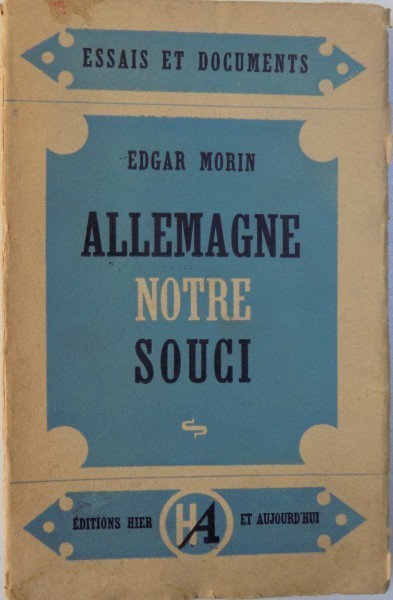 ESSAIS ET DOCUMENTS
EDGAR MORIN
ALLEMAGNE
NOTRE
SOUCI
ÉDITIONS HIER HA ET AUJOURD'HUI